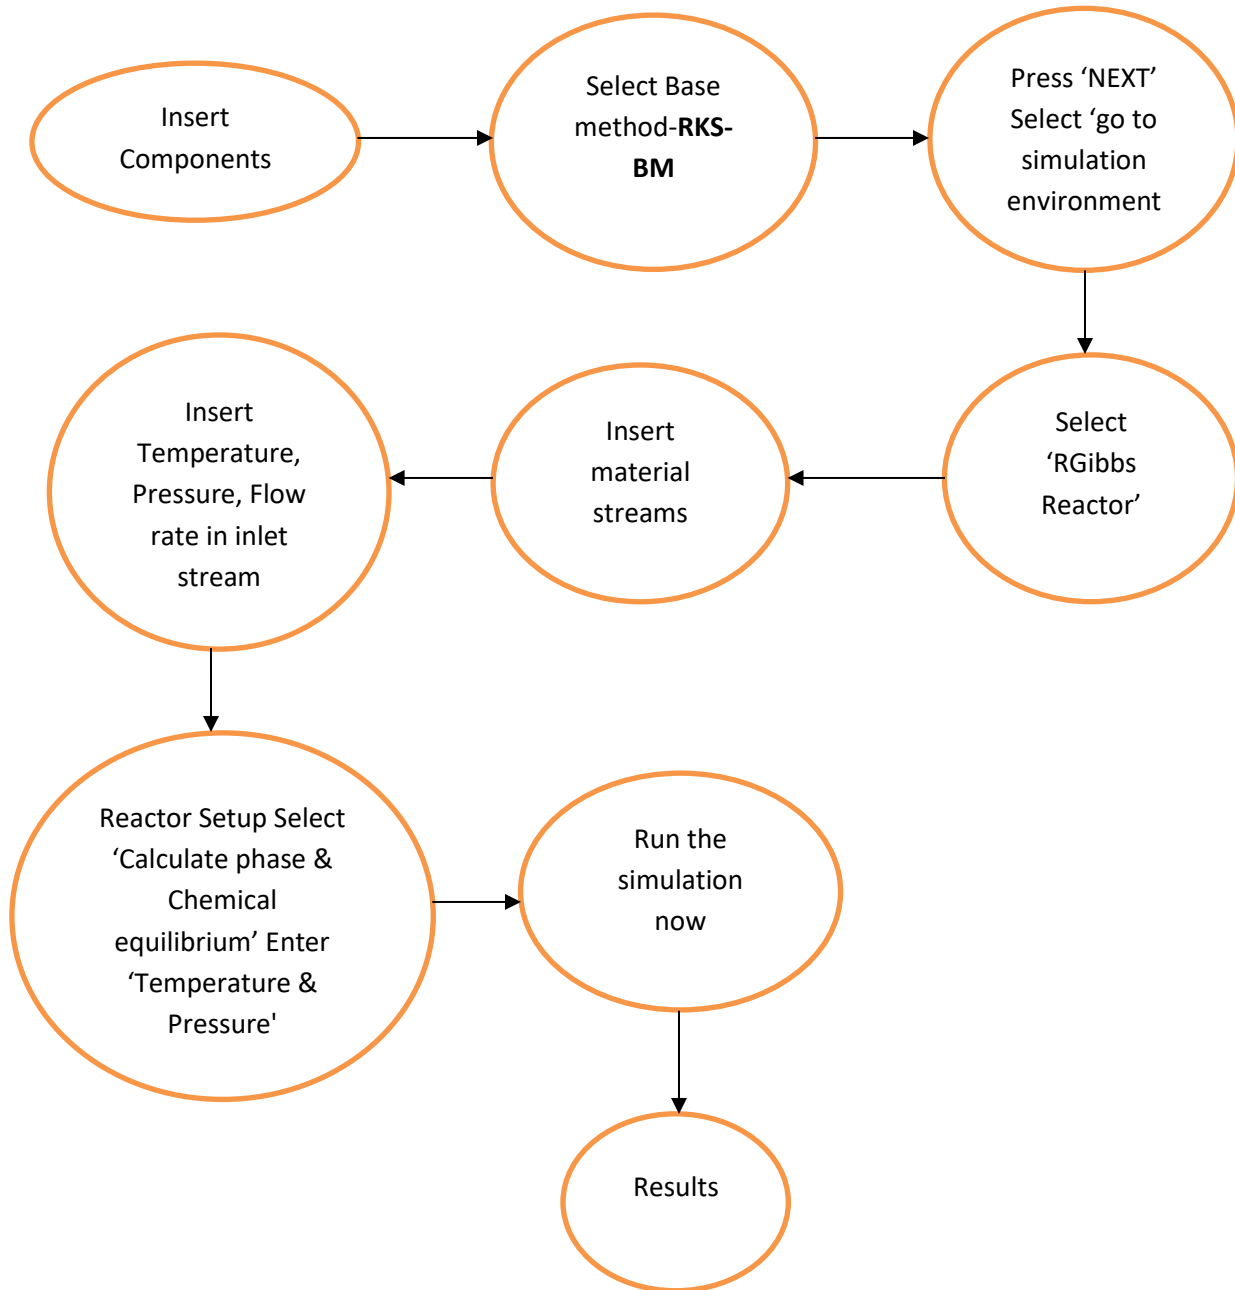 Insert
Components
Select Base
method-RKS-
BM
Press ‘NEXT’
Select ‘go to
simulation
environment
Select
‘RGibbs
Reactor’
Insert
material
streams
Insert
Temperature,
Pressure, Flow
rate in inlet
stream
Reactor Setup Select
‘Calculate phase &
Chemical
equilibrium’ Enter
‘Temperature &
Pressure'
Run the
simulation
now
Results